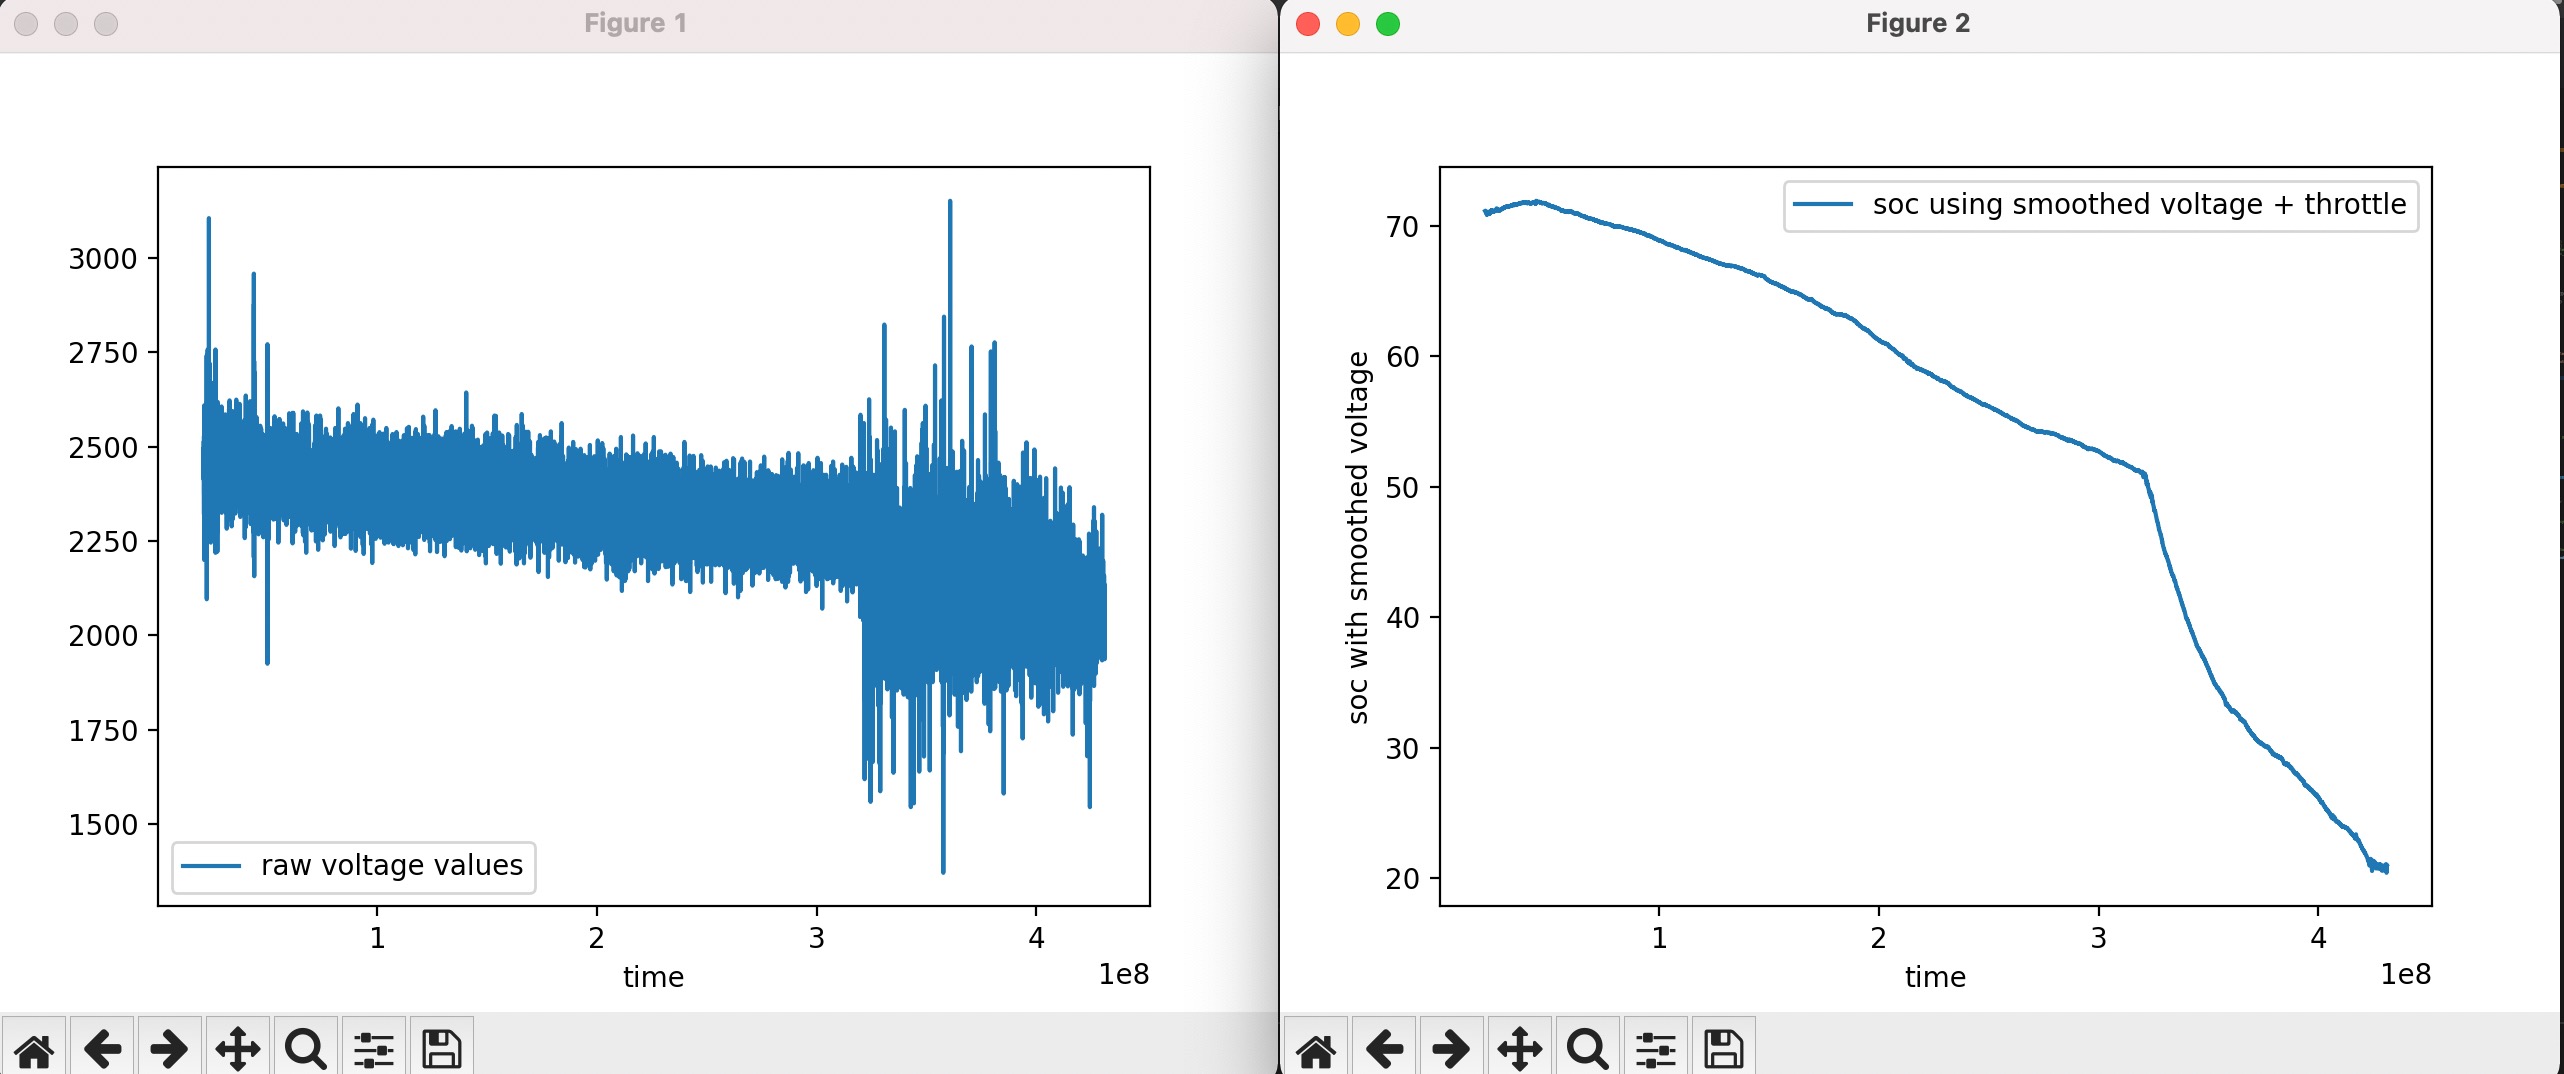 Figure 1
3000
2750
2500
2250
2000
1750
1500
raw voltage values
1
2
3
4
time
1e8
Figure 2
soc using smoothed voltage + throttle
soc with smoothed voltage
70
60
50
40
30
20
1
2
3
4
time
1e8